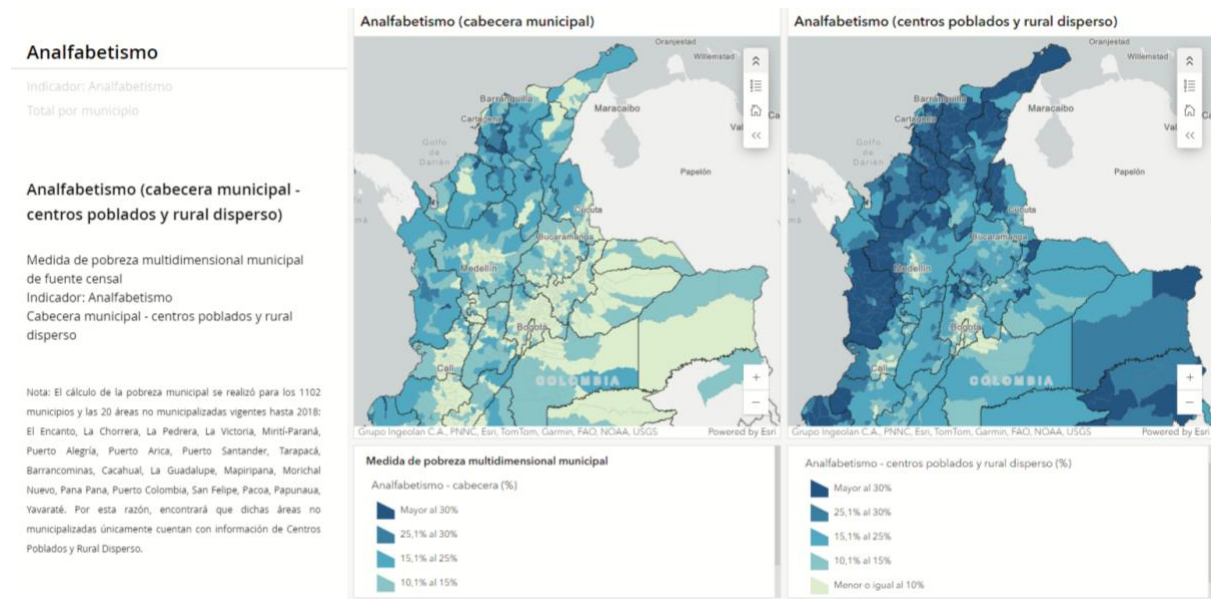 Analfabetismo
Indicador: Analfabetismo
Total por municipio
Analfabetismo (cabecera municipal -
centros poblados y rural disperso)
Medida de pobreza multidimensional municipal
de fuente censal
Indicador: Analfabetismo
Cabecera municipal - centros poblados y rural
disperso
Nota: El cálculo de la pobreza municipal se realizó para los 1102
municipios y las 20 áreas no municipalizadas vigentes hasta 2018:
El Encanto, La Chorrera, La Pedrera, La Victoria, Mirití-Paraná,
Puerto Alegría, Puerto Arica, Puerto Santander, Tarapacá,
Barrancominas, Cacahual, La Guadalupe, Mapiripana, Morichal
Nuevo, Pana Pana, Puerto Colombia, San Felipe, Pacoa, Papunaua,
Yavaraté. Por esta razón, encontrará que dichas áreas no
municipalizadas únicamente cuentan con información de Centros
Poblados y Rural Disperso.
Analfabetismo (cabecera municipal)
Oranjestad
Willemstad
Barranquilla
Cartagena
Maracaibo
Val
Ca
Golfo
de
Darién
Papelón
Cúcuta
Bucaramanga
Medellín
Bogotá
Cali
COLOMBIA
Grupo Ingeolan C.A., PNNC, Esri, TomTom, Garmin, FAO, NOAA, USGS
Powered by Esri
Medida de pobreza multidimensional municipal
Analfabetismo - cabecera (%)
Mayor al 30%
25,1% al 30%
15,1% al 25%
10,1% al 15%
Analfabetismo (centros poblados y rural disperso)
Oranjestad
Willemstad
Barranquilla
Cartagena
Maracaibo
Val
Ca
Golfo
de
Darién
Papelón
Cúcuta
Bucaramanga
Medellín
Bogotá
Cali
COLOMBIA
Grupo Ingeolan C.A., PNNC, Esri, TomTom, Garmin, FAO, NOAA, USGS
Powered by Esri
Analfabetismo - centros poblados y rural disperso (%)
Mayor al 30%
25,1% al 30%
15,1% al 25%
10,1% al 15%
Menor o igual al 10%